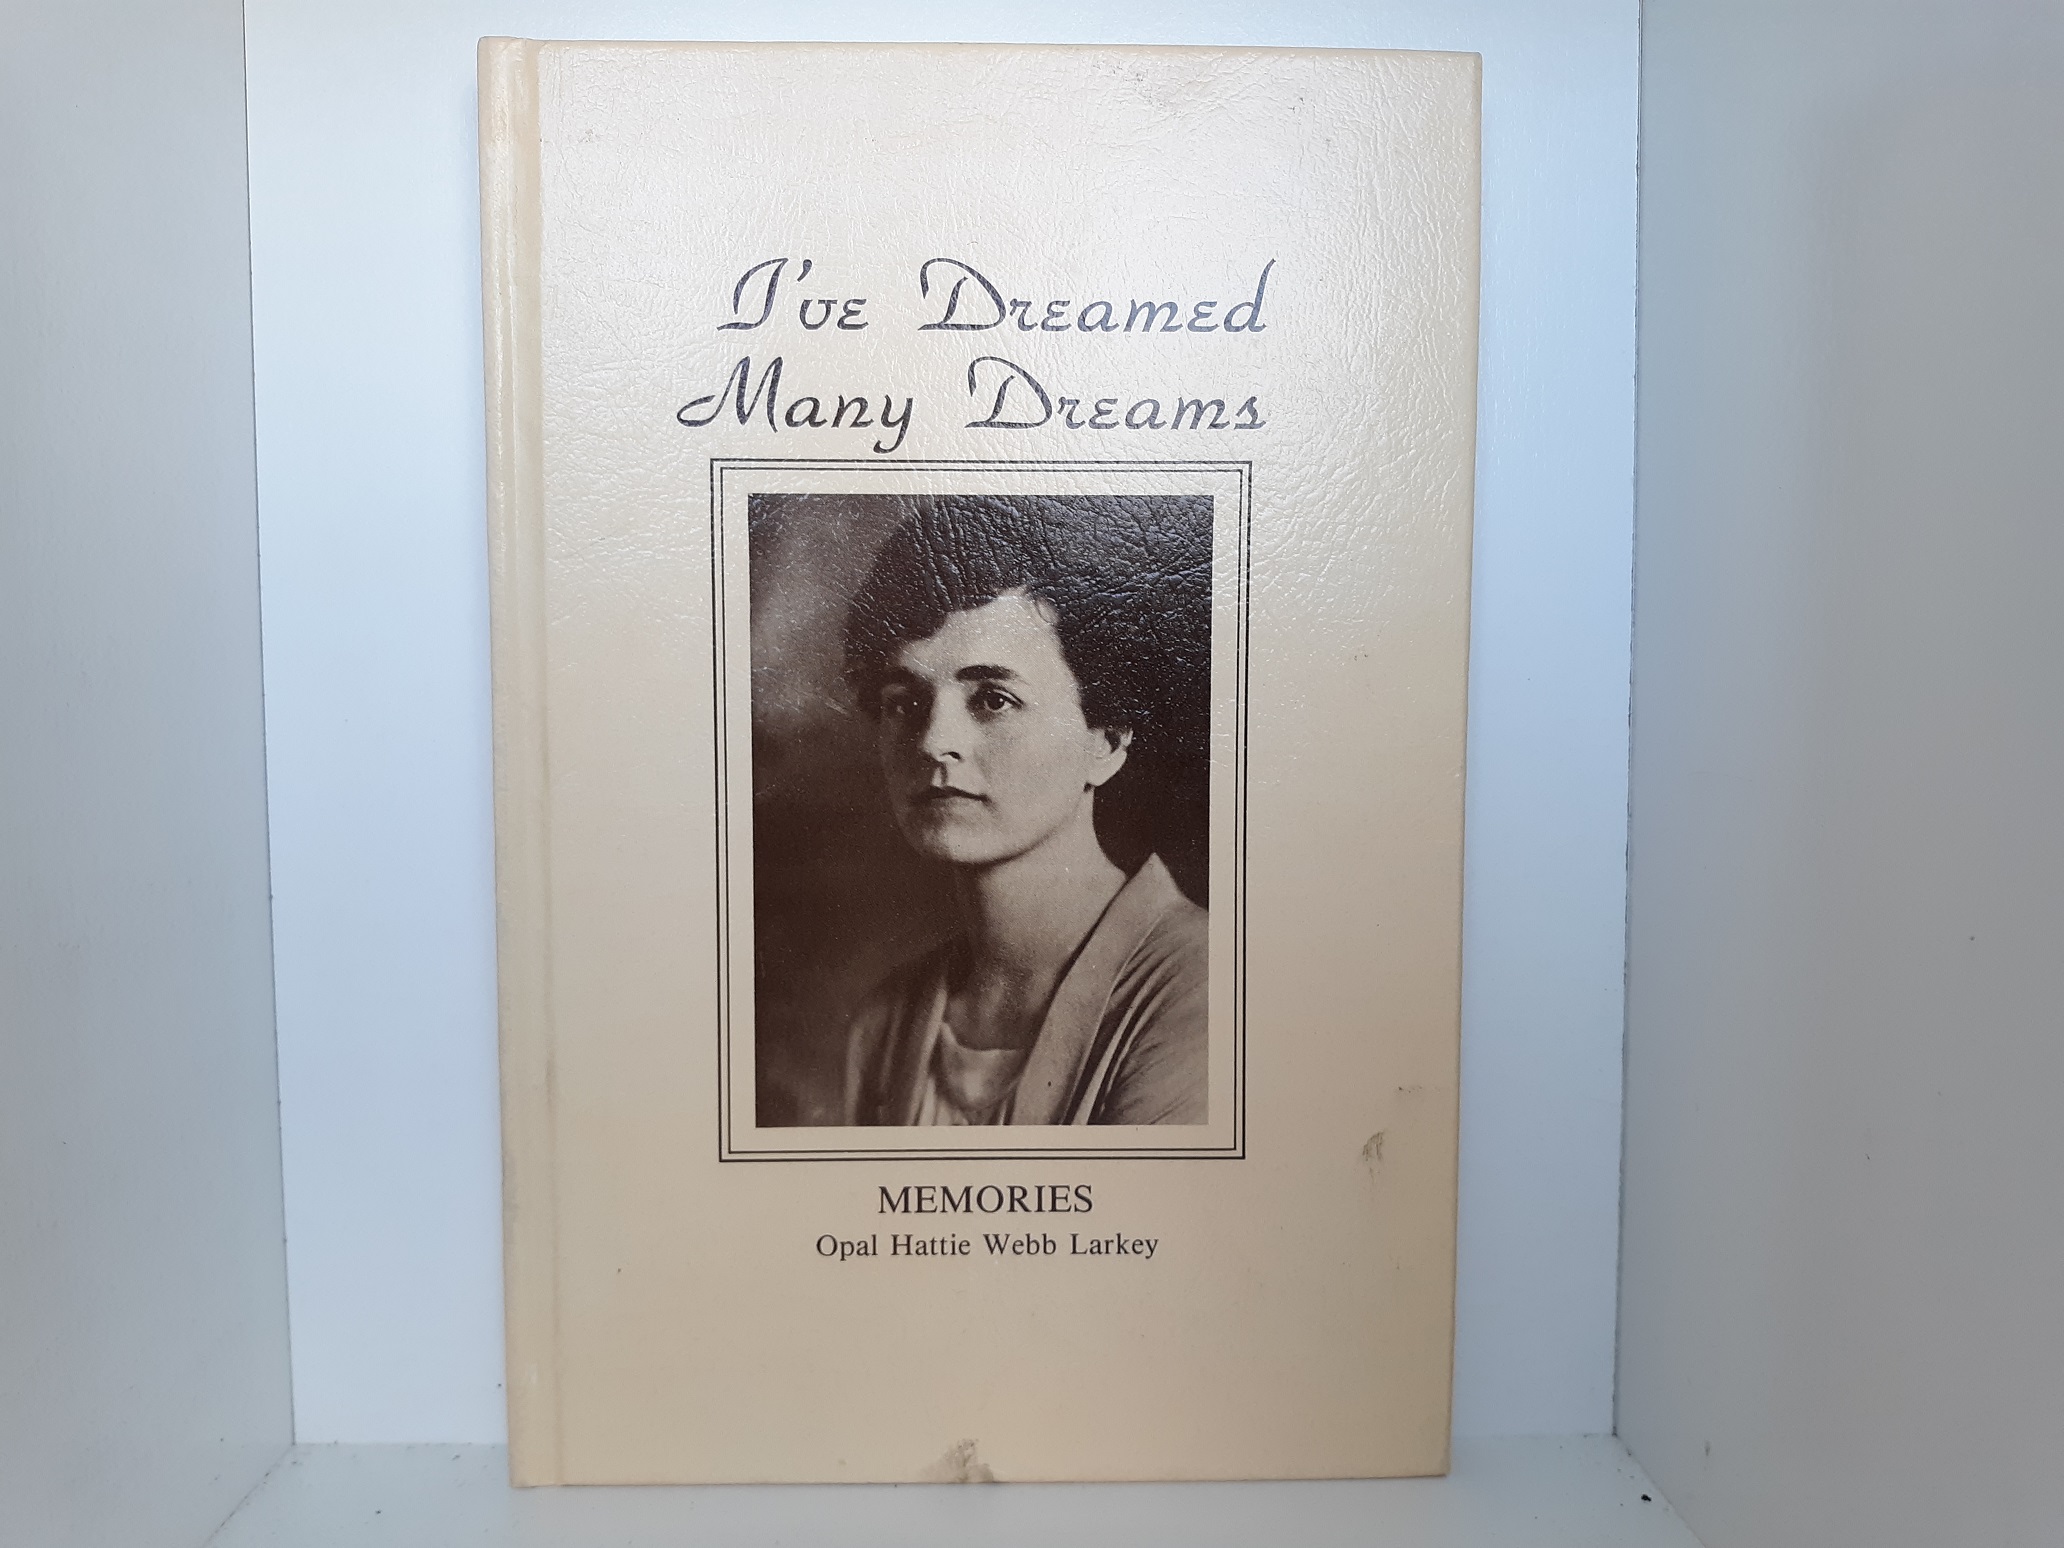 I've Dreamed
Many Dreams
MEMORIES
Opal Hattie Webb Larkey